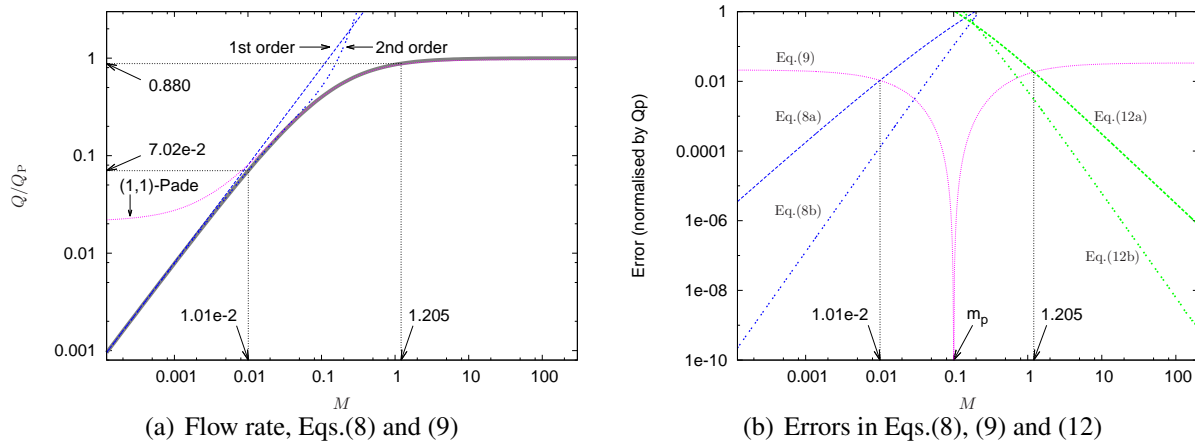 1st order
2nd order
1
0.880
7.02e-2
0.1
(1,1)-Pade
0.01
0.001
Q/Q_P
1.01e-2
1.205
0.001
0.01
0.1
1
10
100
M
(a) Flow rate, Eqs.(8) and (9)
1
Eq.(9)
0.01
Eq.(8a)
Eq.(12a)
0.0001
1e-06
Eq.(8b)
Eq.(12b)
1e-08
1e-10
Error (normalised by Qp)
1.01e-2
m_p
1.205
0.001
0.01
0.1
1
10
100
M
(b) Errors in Eqs.(8), (9) and (12)